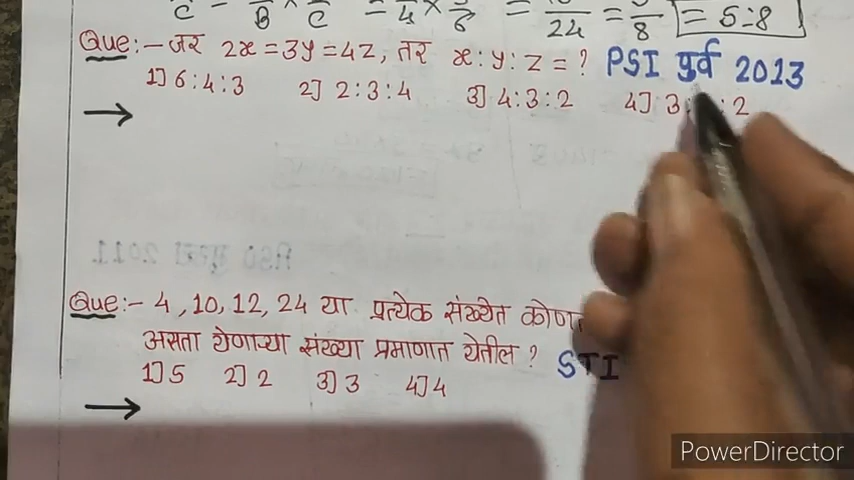 = 5:8
Que:- जर 2x=3y=4z, तर x:y:z=? PSI पुर्व 2013
1] 6:4:3 2] 2:3:4 3] 4:3:2 4] 3 :2
→
Que:- 4, 10, 12, 24 या प्रत्येक संख्येत
असता येणाऱ्या संख्या प्रमाणात येतील ? STI
1] 5 2] 2 3] 3 4] 4
→
PowerDirector